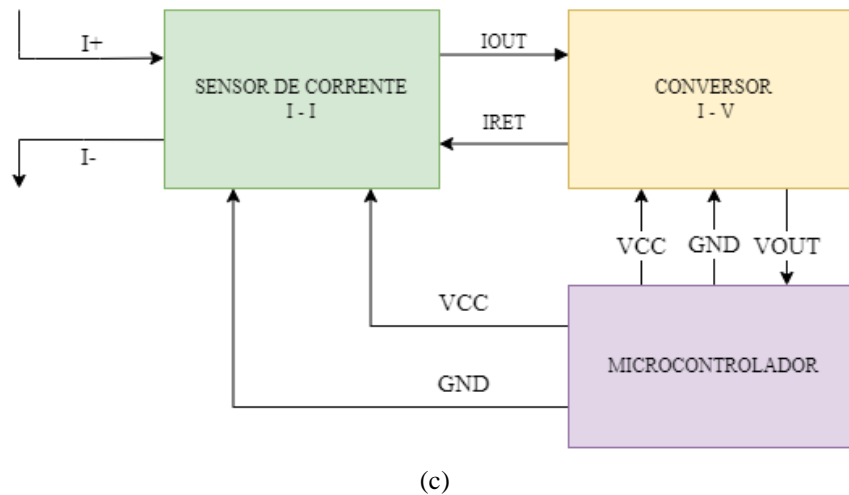 I+
IOUT
SENSOR DE CORRENTE
I - I
CONVERSOR
I - V
IRET
I-
VCC
GND
VOUT
VCC
GND
MICROCONTROLADOR
(c)